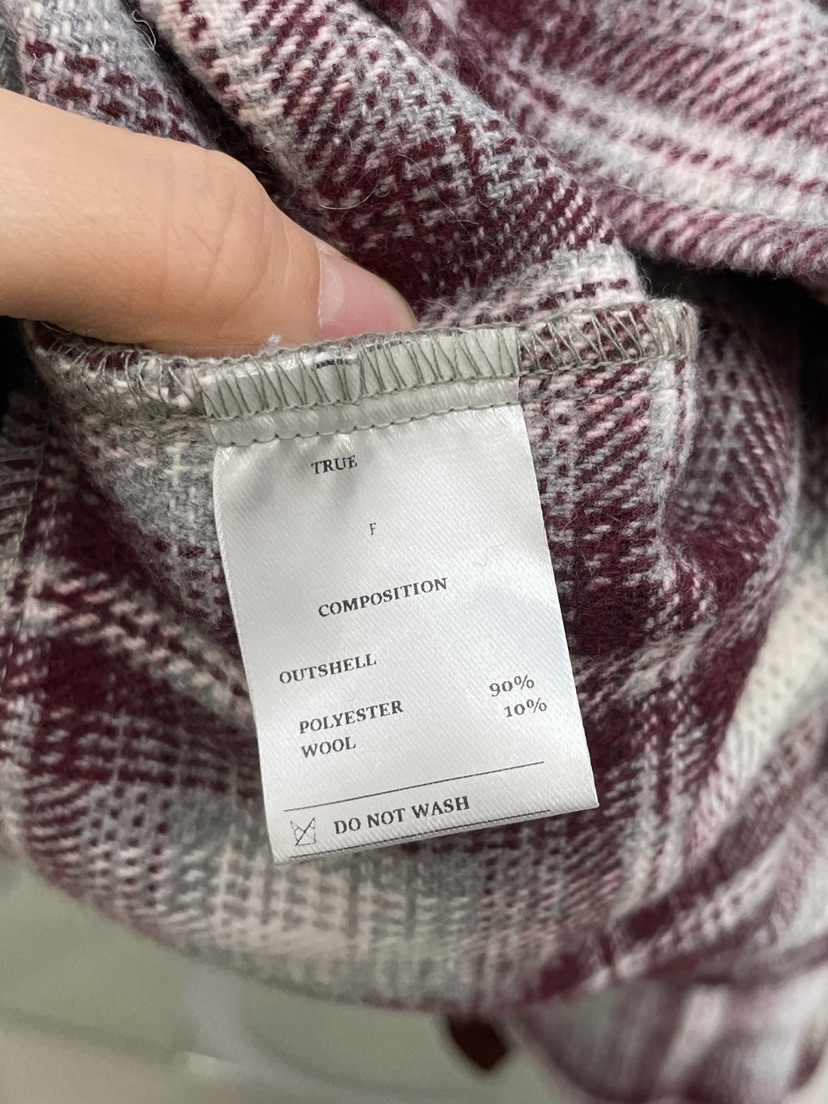 TRUE
F
COMPOSITION
OUTSHELL
POLYESTER 90%
WOOL 10%
DO NOT WASH